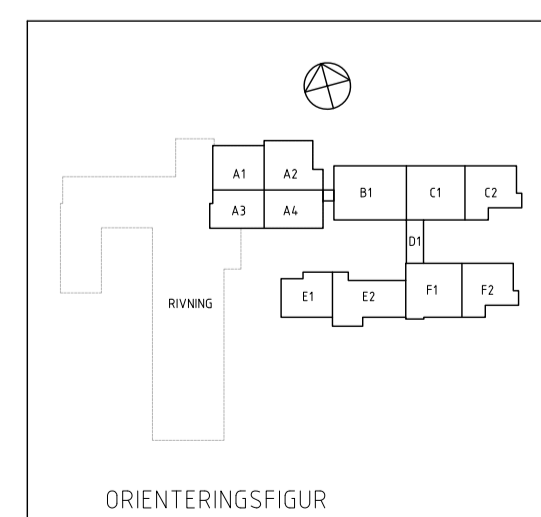 A1
A2
B1
C1
C2
A3
A4
D1
E1
E2
F1
F2
RIVNING
ORIENTERINGSFIGUR